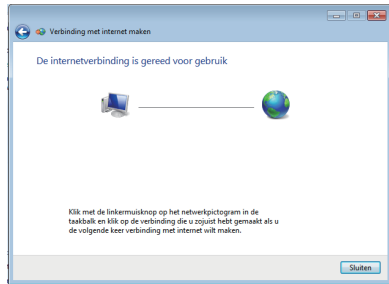 Verbinding met internet maken
De internetverbinding is gereed voor gebruik
Klik met de linkermuisknop op het netwerkpictogram in de
taakbalk en klik op de verbinding die u zojuist hebt gemaakt als u
de volgende keer verbinding met internet wilt maken.
Sluiten